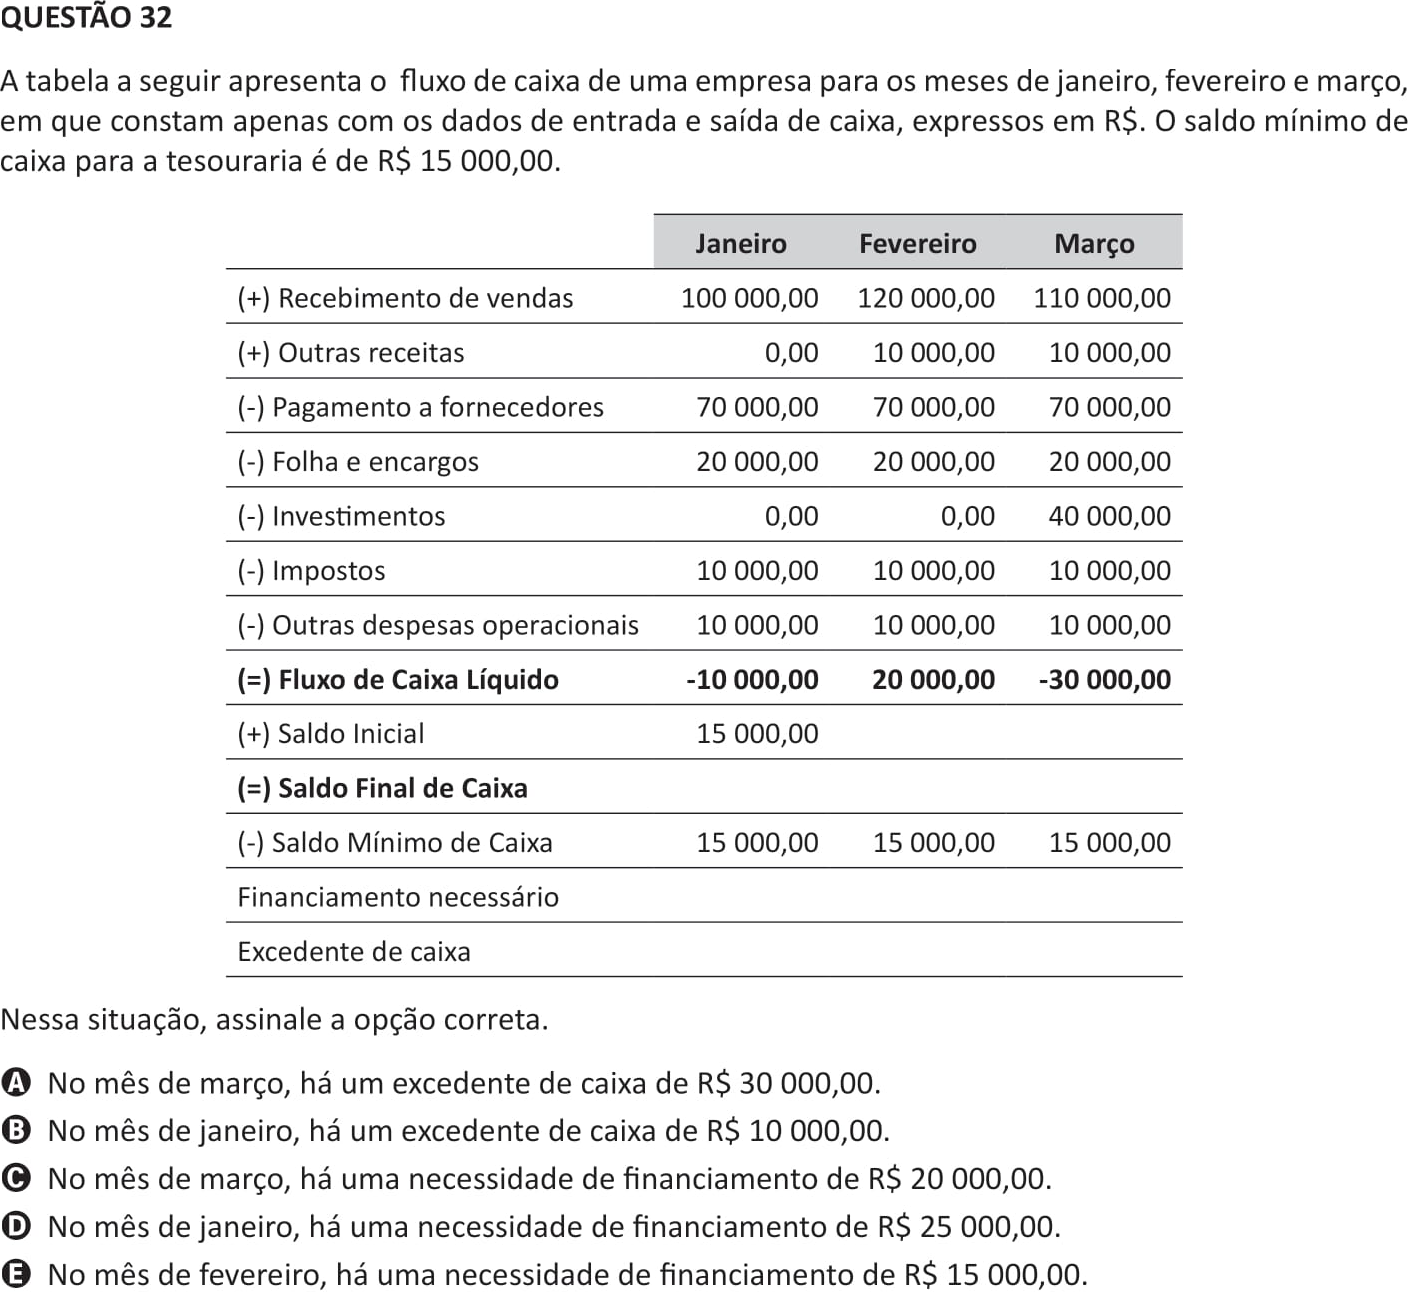 QUESTÃO 32
A tabela a seguir apresenta o fluxo de caixa de uma empresa para os meses de janeiro, fevereiro e março,
em que constam apenas com os dados de entrada e saída de caixa, expressos em R$. O saldo mínimo de
caixa para a tesouraria é de R$ 15 000,00.
Janeiro Fevereiro Março
(+) Recebimento de vendas 100 000,00 120 000,00 110 000,00
(+) Outras receitas 0,00 10 000,00 10 000,00
(-) Pagamento a fornecedores 70 000,00 70 000,00 70 000,00
(-) Folha e encargos 20 000,00 20 000,00 20 000,00
(-) Investimentos 0,00 0,00 40 000,00
(-) Impostos 10 000,00 10 000,00 10 000,00
(-) Outras despesas operacionais 10 000,00 10 000,00 10 000,00
(=) Fluxo de Caixa Líquido -10 000,00 20 000,00 -30 000,00
(+) Saldo Inicial 15 000,00
(=) Saldo Final de Caixa
(-) Saldo Mínimo de Caixa 15 000,00 15 000,00 15 000,00
Financiamento necessário
Excedente de caixa
Nessa situação, assinale a opção correta.
A No mês de março, há um excedente de caixa de R$ 30 000,00.
B No mês de janeiro, há um excedente de caixa de R$ 10 000,00.
C No mês de março, há uma necessidade de financiamento de R$ 20 000,00.
D No mês de janeiro, há uma necessidade de financiamento de R$ 25 000,00.
E No mês de fevereiro, há uma necessidade de financiamento de R$ 15 000,00.